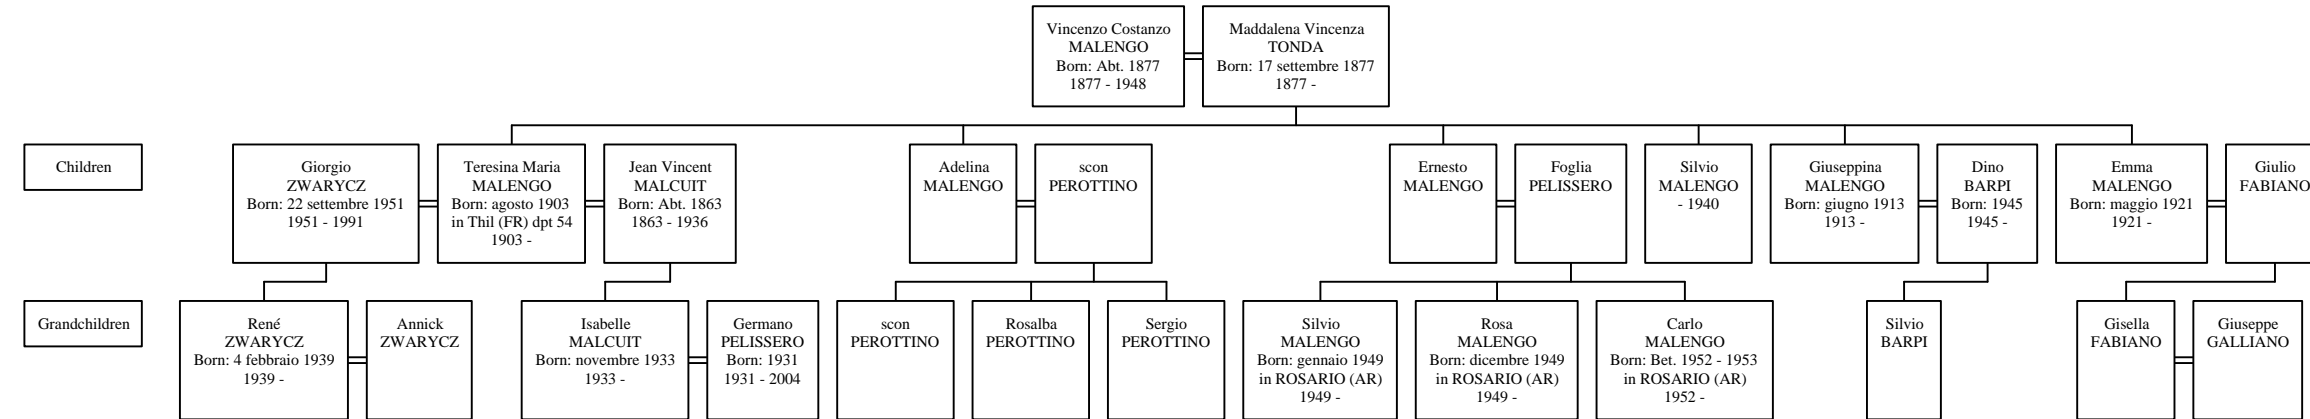 Vincenzo Costanzo
MALENGO
Born: Abt. 1877
1877 - 1948
Maddalena Vincenza
TONDA
Born: 17 settembre 1877
1877 -
Children
Giorgio
ZWARYCZ
Born: 22 settembre 1951
1951 - 1991
Teresina Maria
MALENGO
Born: agosto 1903
in Thil (FR) dpt 54
1903 -
Jean Vincent
MALCUIT
Born: Abt. 1863
1863 - 1936
Adelina
MALENGO
scon
PEROTTINO
Ernesto
MALENGO
Foglia
PELISSERO
Silvio
MALENGO
- 1940
Giuseppina
MALENGO
Born: giugno 1913
1913 -
Dino
BARPI
Born: 1945
1945 -
Emma
MALENGO
Born: maggio 1921
1921 -
Giulio
FABIANO
Grandchildren
René
ZWARYCZ
Born: 4 febbraio 1939
1939 -
Annick
ZWARYCZ
Isabelle
MALCUIT
Born: novembre 1933
1933 -
Germano
PELISSERO
Born: 1931
1931 - 2004
scon
PEROTTINO
Rosalba
PEROTTINO
Sergio
PEROTTINO
Silvio
MALENGO
Born: gennaio 1949
in ROSARIO (AR)
1949 -
Rosa
MALENGO
Born: dicembre 1949
in ROSARIO (AR)
1949 -
Carlo
MALENGO
Born: Bet. 1952 - 1953
in ROSARIO (AR)
1952 -
Silvio
BARPI
Gisella
FABIANO
Giuseppe
GALLIANO